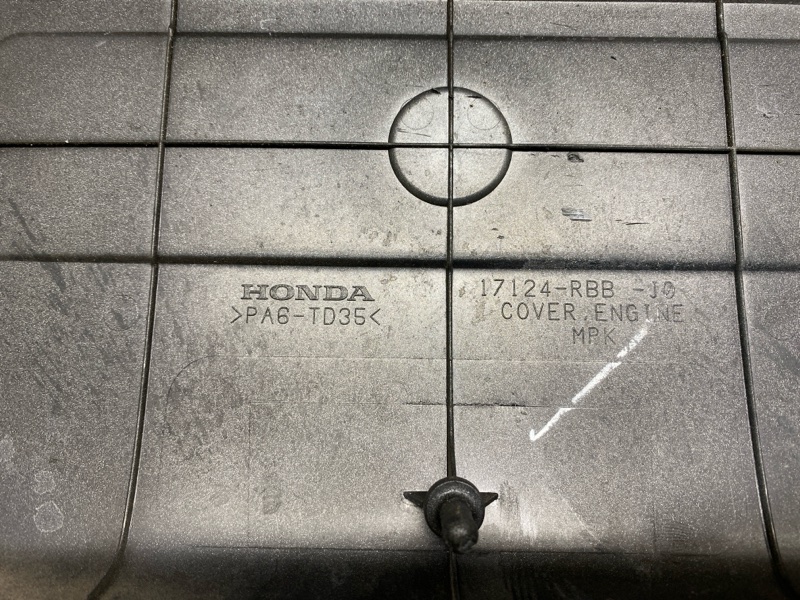 HONDA
>PA6-TD35<
17124-RBB -J0
COVER,ENGINE
MPK